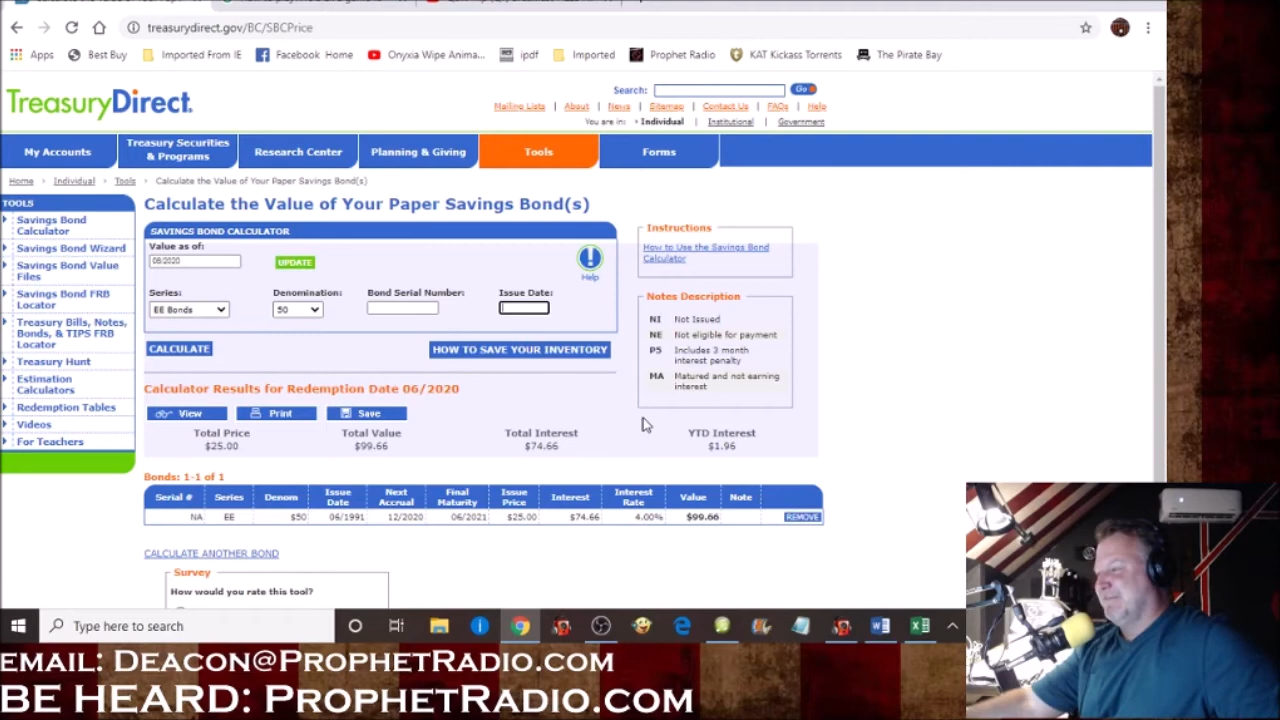 treasurydirect.gov/BC/SBCPrice
Apps Best Buy Imported From IE Facebook Home Onyxia Wipe Anima... ipdf Imported Prophet Radio KAT Kickass Torrents The Pirate Bay
TreasuryDirect
Search: Go
Mailing Lists | About | News | Sitemap | Contact Us | FAQs | Help
You are in: Individual | Institutional | Government
My Accounts
Treasury Securities & Programs
Research Center
Planning & Giving
Tools
Forms
Home > Individual > Tools > Calculate the Value of Your Paper Savings Bond(s)
TOOLS
Savings Bond
Calculator
Savings Bond Wizard
Savings Bond Value
Files
Savings Bond FRB
Locator
Treasury Bills, Notes,
Bonds, & TIPS FRB
Locator
Treasury Hunt
Estimation
Calculators
Redemption Tables
Videos
For Teachers
Calculate the Value of Your Paper Savings Bond(s)
SAVINGS BOND CALCULATOR
Value as of:
UPDATE
Help
Series: Denomination: Bond Serial Number: Issue Date:
EE Bonds 50
CALCULATE HOW TO SAVE YOUR INVENTORY
Instructions
How to Use the Savings Bond
Calculator
Notes Description
NI Not Issued
NE Not eligible for payment
P5 Includes 3 month
interest penalty
MA Matured and not earning
interest
Calculator Results for Redemption Date 06/2020
View Print Save
Total Price Total Value Total Interest YTD Interest
$25.00 $99.66 $74.66 $1.96
Bonds: 1-1 of 1
Serial # Series Denom Issue Date Next Accrual Final Maturity Issue Price Interest Interest Rate Value Note
NA EE $50 06/1991 12/2020 06/2021 $25.00 $74.66 4.00% $99.66 REMOVE
CALCULATE ANOTHER BOND
Survey
How would you rate this tool?
Type here to search
EMAIL: DEACON@PROPHETRADIO.COM
BE HEARD: PROPHETRADIO.COM